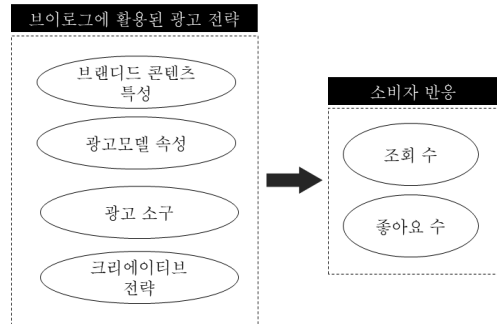 브이로그에 활용된 광고 전략
브랜디드 콘텐츠
특성
광고모델 속성
광고 소구
크리에이티브
전략
소비자 반응
조회 수
좋아요 수